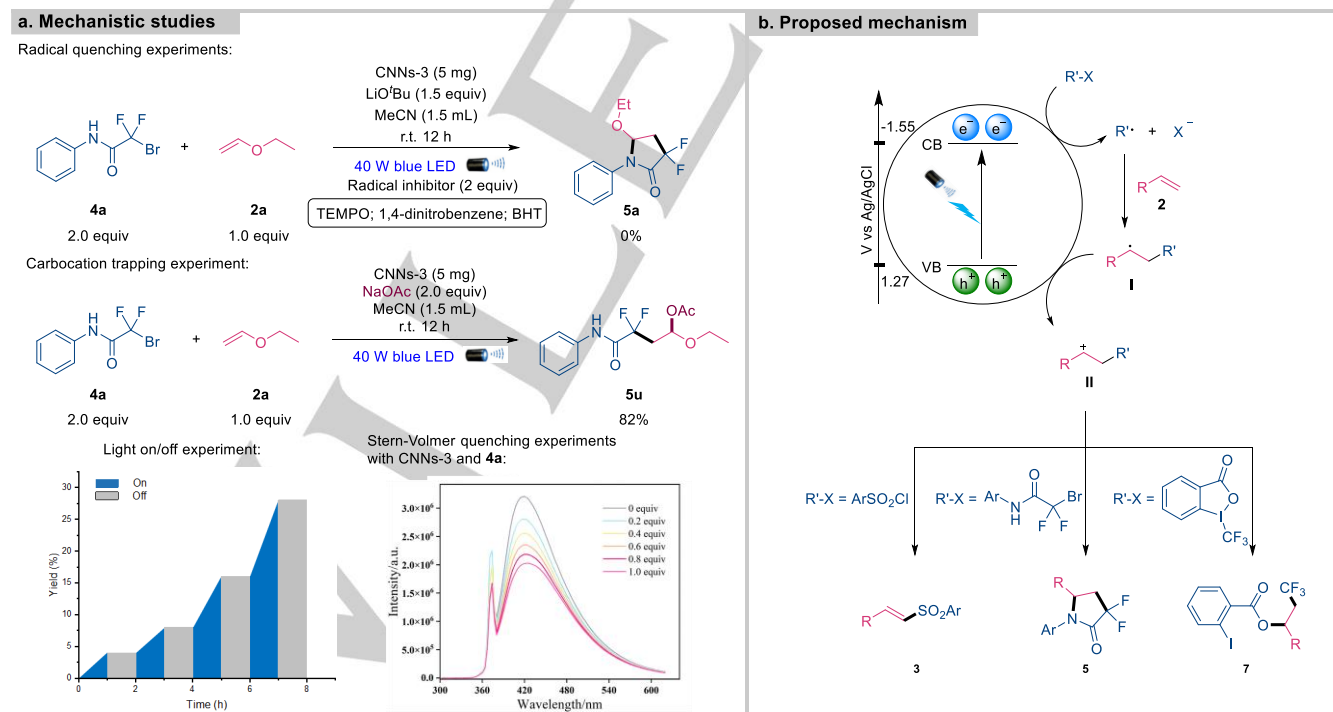 a. Mechanistic studies
Radical quenching experiments:
NH
F
F
Br
O
4a
2.0 equiv
+
O
2a
1.0 equiv
CNNs-3 (5 mg)
LiOᵗBu (1.5 equiv)
MeCN (1.5 mL)
r.t. 12 h
40 W blue LED
Radical inhibitor (2 equiv)
TEMPO; 1,4-dinitrobenzene; BHT
Et
O
N
F
F
O
5a
0%
Carbocation trapping experiment:
NH
F
F
Br
O
4a
2.0 equiv
+
O
2a
1.0 equiv
CNNs-3 (5 mg)
NaOAc (2.0 equiv)
MeCN (1.5 mL)
r.t. 12 h
40 W blue LED
H
N
F
F
OAc
O
O
5u
82%
Light on/off experiment:
On
Off
Yield (%)
30
25
20
15
10
5
0
0 2 4 6 8
Time (h)
Stern-Volmer quenching experiments
with CNNs-3 and 4a:
Intensity/a.u.
3.0×10⁶
2.5×10⁶
2.0×10⁶
1.5×10⁶
1.0×10⁶
5.0×10⁵
0.0
0 equiv
0.2 equiv
0.4 equiv
0.6 equiv
0.8 equiv
1.0 equiv
300 360 420 480 540 600
Wavelength/nm
b. Proposed mechanism
V vs Ag/AgCl
-1.55
1.27
CB
e⁻ e⁻
VB
h⁺ h⁺
R'-X
R'· + X⁻
R
2
R
R'
I
R
+
R'
II
R'-X = ArSO₂Cl
R'-X =
Ar
N
H
O
Br
F F
R'-X =
O
O
I
CF₃
R
SO₂Ar
3
R
F
F
Ar
N
O
5
O
CF₃
O
I
R
7